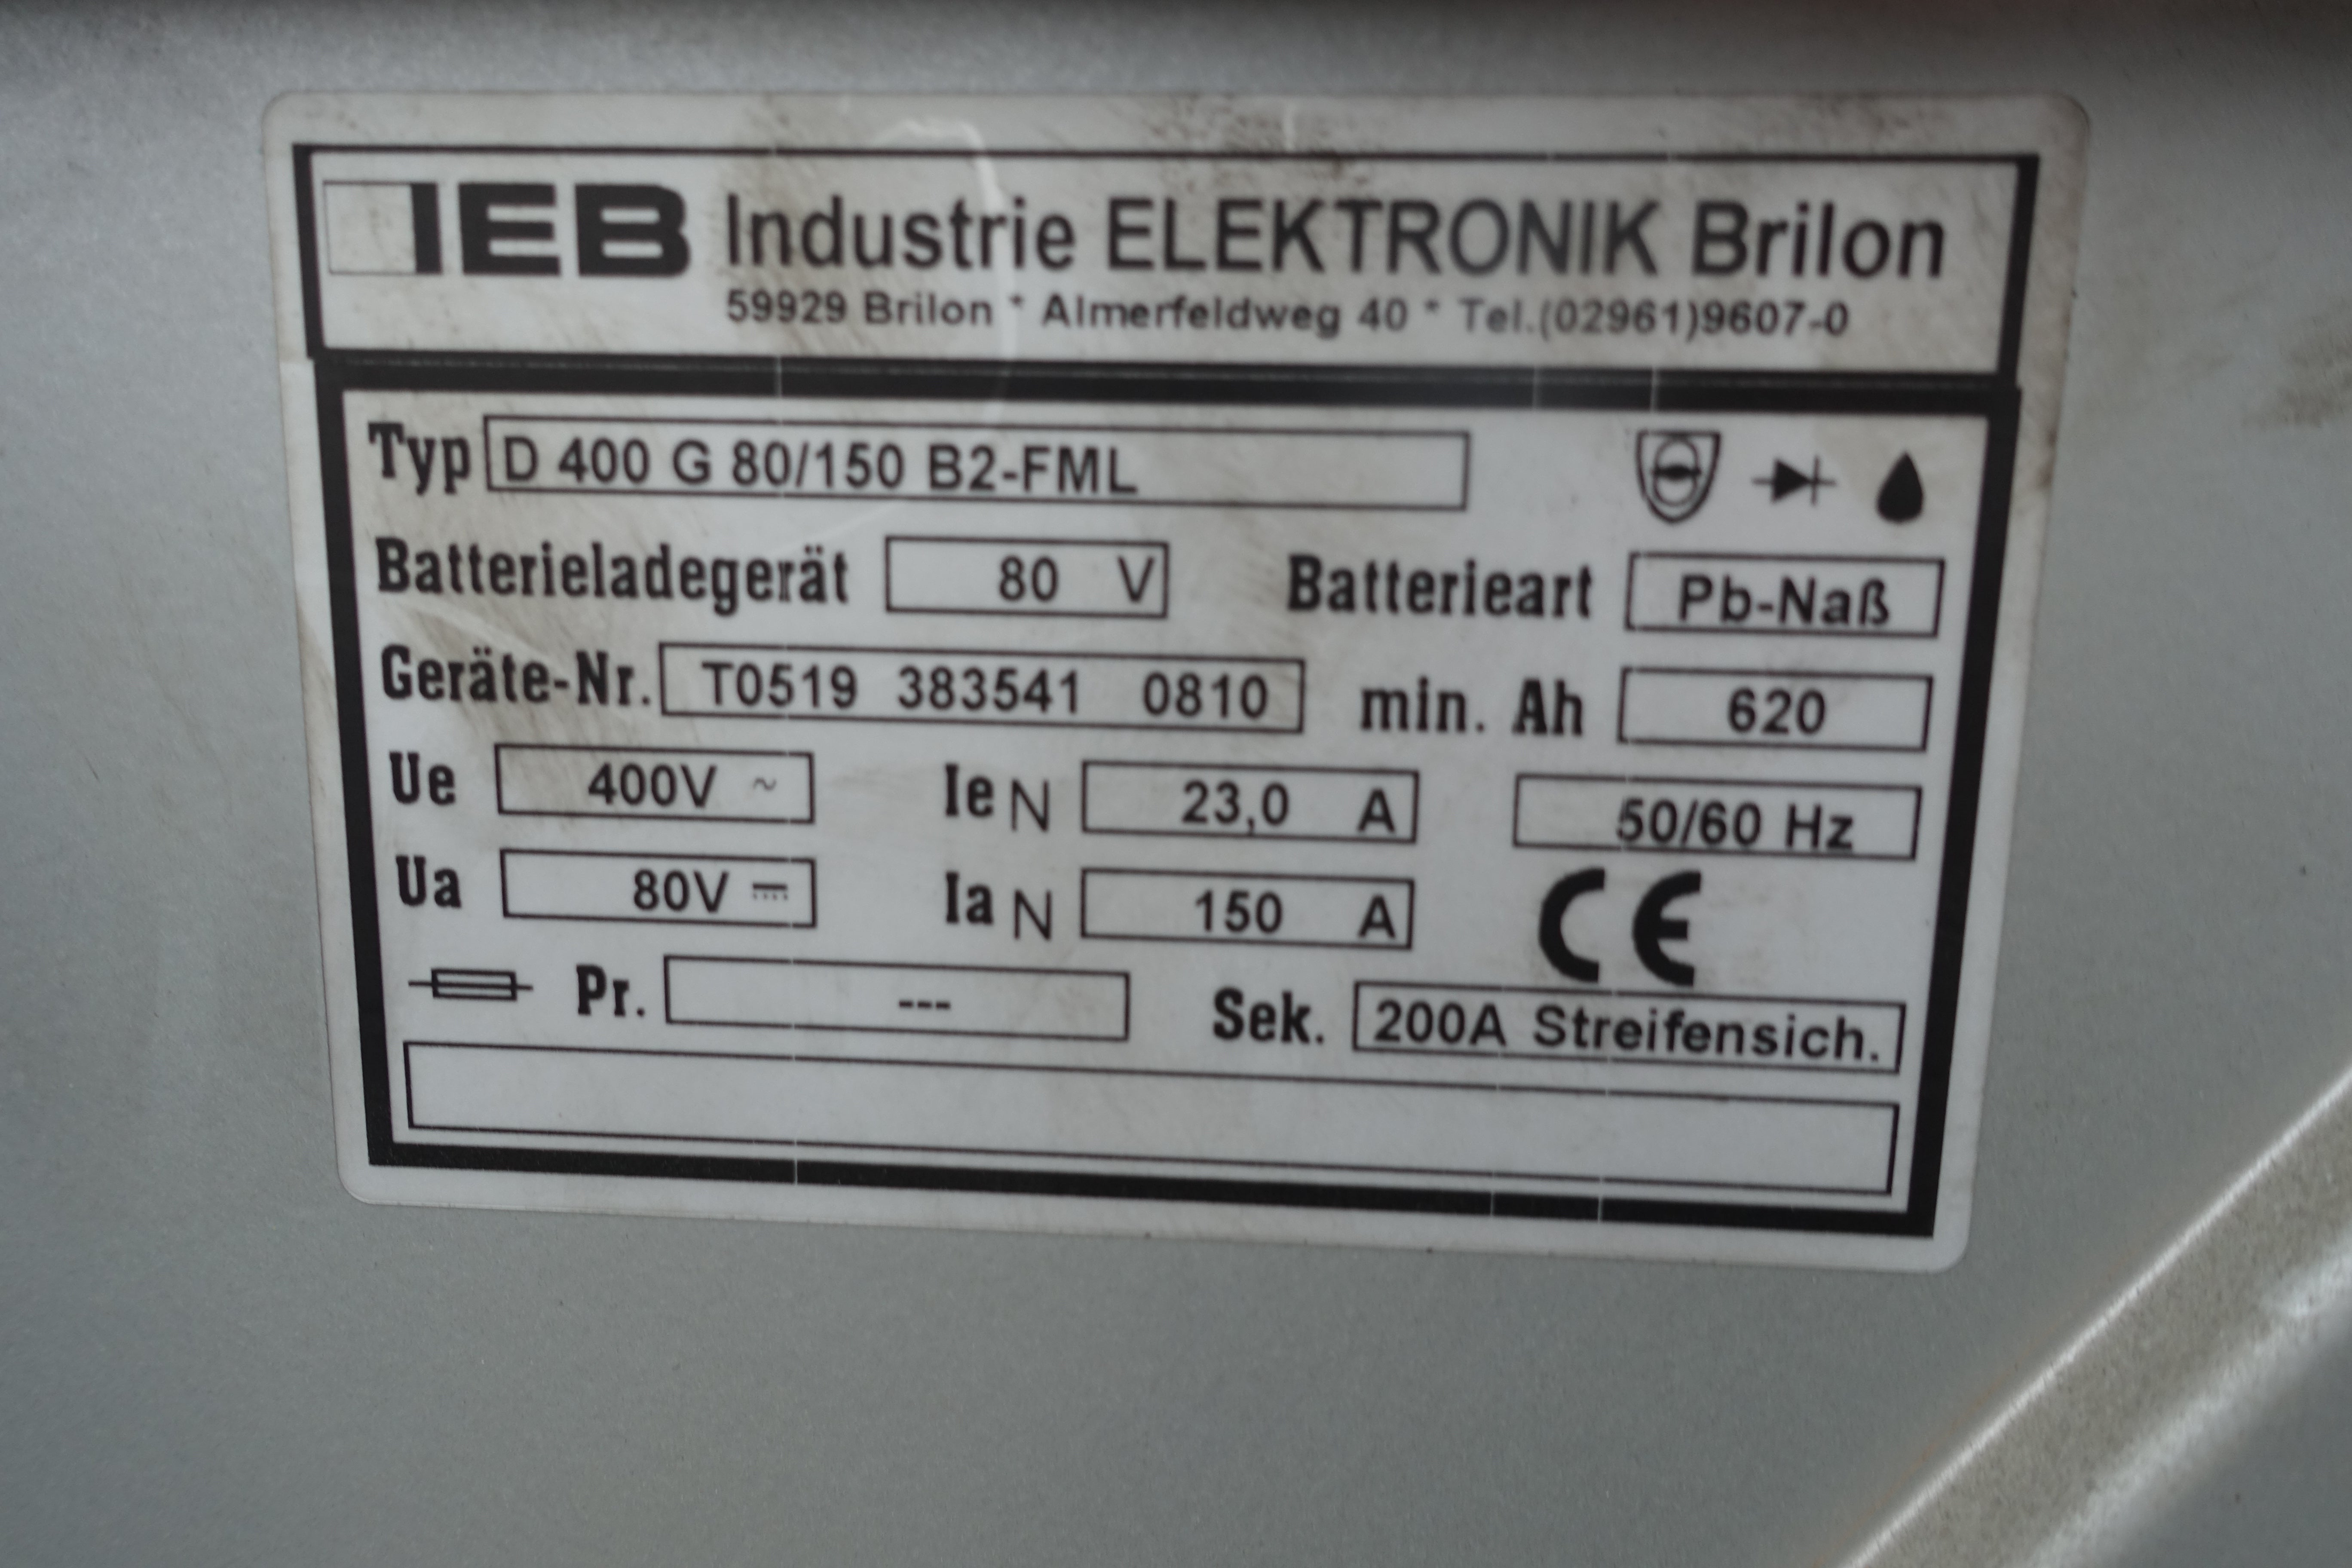 IEB Industrie ELEKTRONIK Brilon
59929 Brilon * Almerfeldweg 40 * Tel.(02961)9607-0
Typ D 400 G 80/150 B2-FML
Batterieladegerät 80 V Batterieart Pb-Naß
Geräte-Nr. T0519 383541 0810 min. Ah 620
Ue 400V ~ Ie N 23,0 A 50/60 Hz
Ua 80V ⎓ Ia N 150 A CE
Pr. --- Sek. 200A Streifensich.